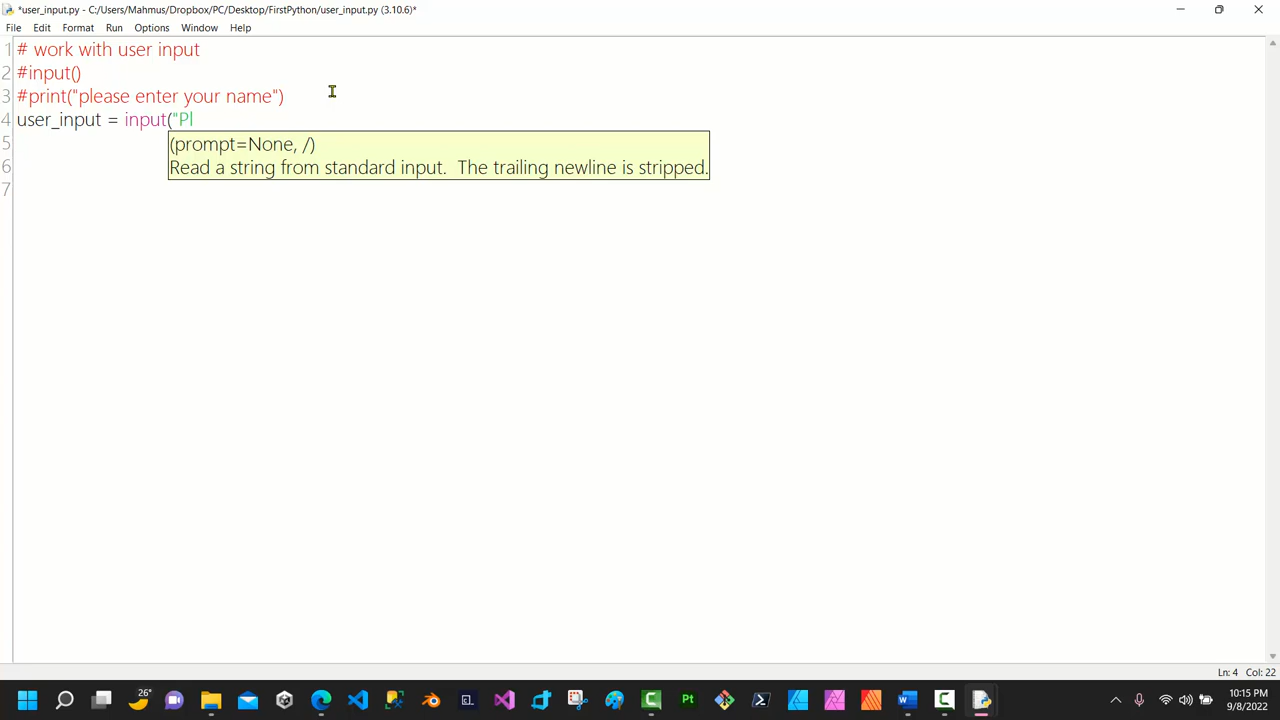 *user_input.py - C:/Users/Mahmus/Dropbox/PC/Desktop/FirstPython/user_input.py (3.10.6)*
File Edit Format Run Options Window Help
1 # work with user input
2 #input()
3 #print("please enter your name")
4 user_input = input("Pl
5 (prompt=None, /)
6 Read a string from standard input. The trailing newline is stripped.
7
Ln: 4 Col: 22
26°
Pt
10:15 PM
9/8/2022